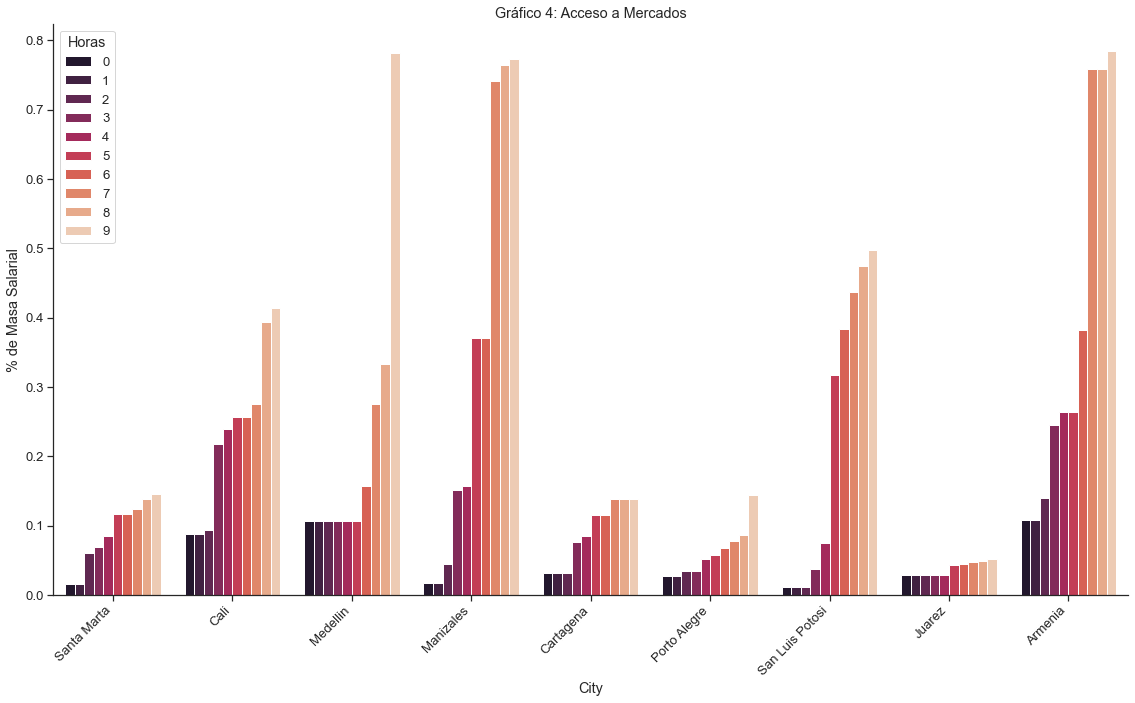 Gráfico 4: Acceso a Mercados
Horas
0
1
2
3
4
5
6
7
8
9
% de Masa Salarial
0.8
0.7
0.6
0.5
0.4
0.3
0.2
0.1
0.0
Santa Marta
Cali
Medellin
Manizales
Cartagena
Porto Alegre
San Luis Potosi
Juarez
Armenia
City